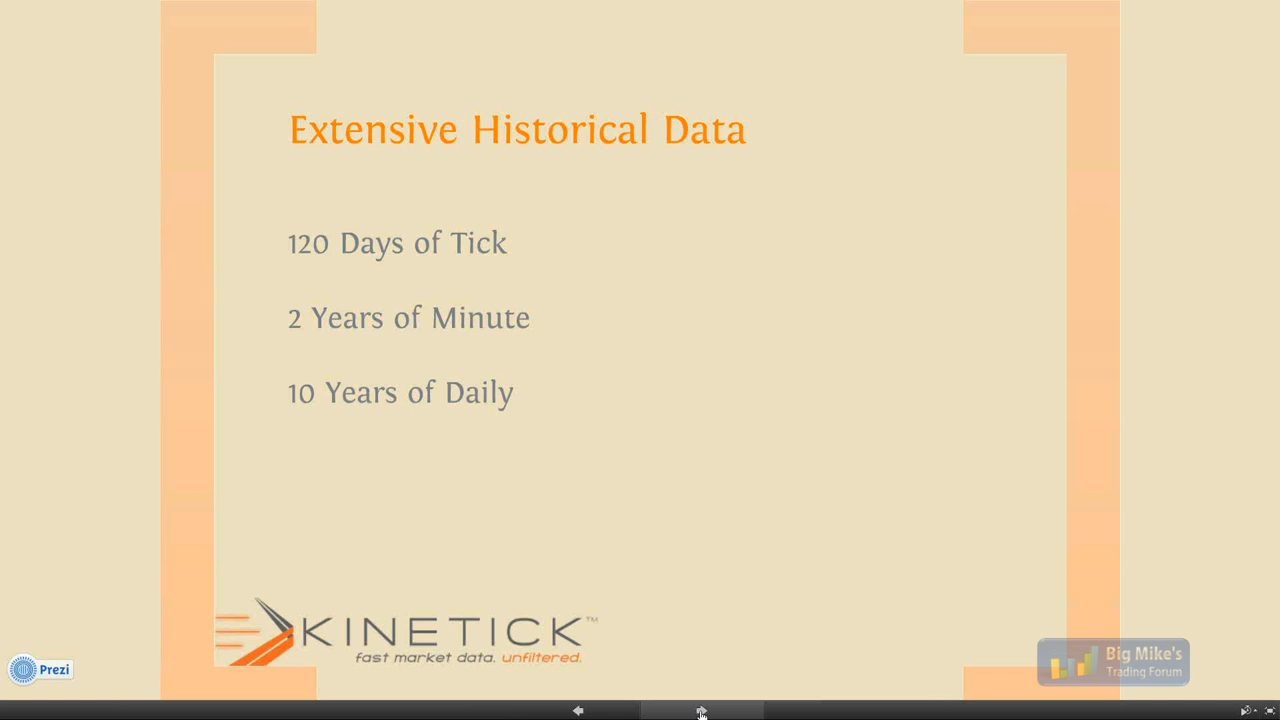 Extensive Historical Data
120 Days of Tick
2 Years of Minute
10 Years of Daily
KINETICK™
fast market data. unfiltered.
Prezi
Big Mike's
Trading Forum